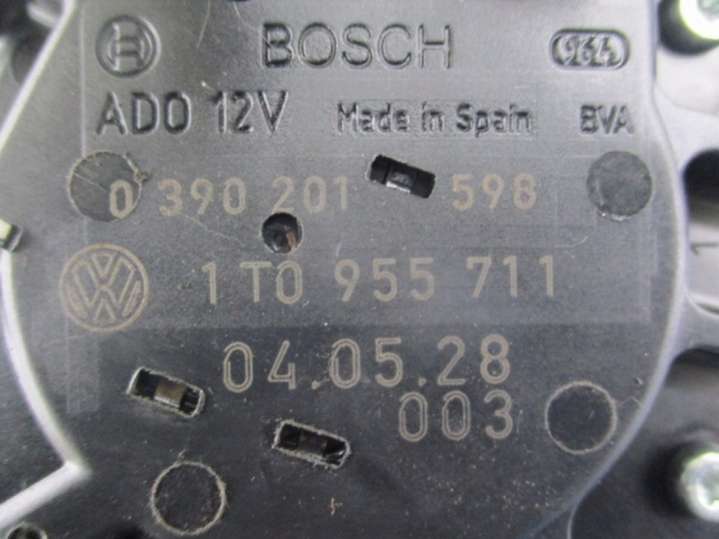 BOSCH
ADO 12V Made in Spain BVA
0 390 201 598
1T0 955 711
04.05.28
003